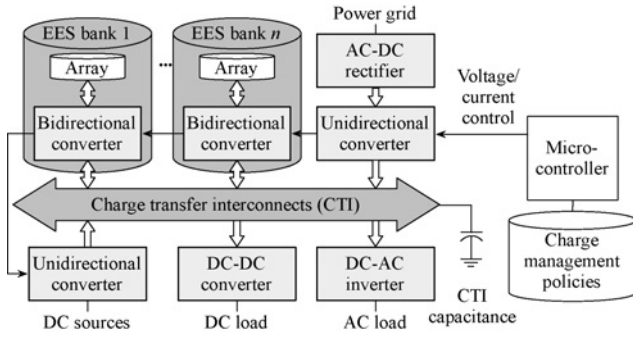 Power grid
EES bank 1
EES bank n
AC-DC
rectifier
Array
...
Array
Voltage/
current
control
Bidirectional
converter
Bidirectional
converter
Unidirectional
converter
Micro-
controller
Charge transfer interconnects (CTI)
Unidirectional
converter
DC-DC
converter
DC-AC
inverter
Charge
management
policies
CTI
capacitance
DC sources
DC load
AC load